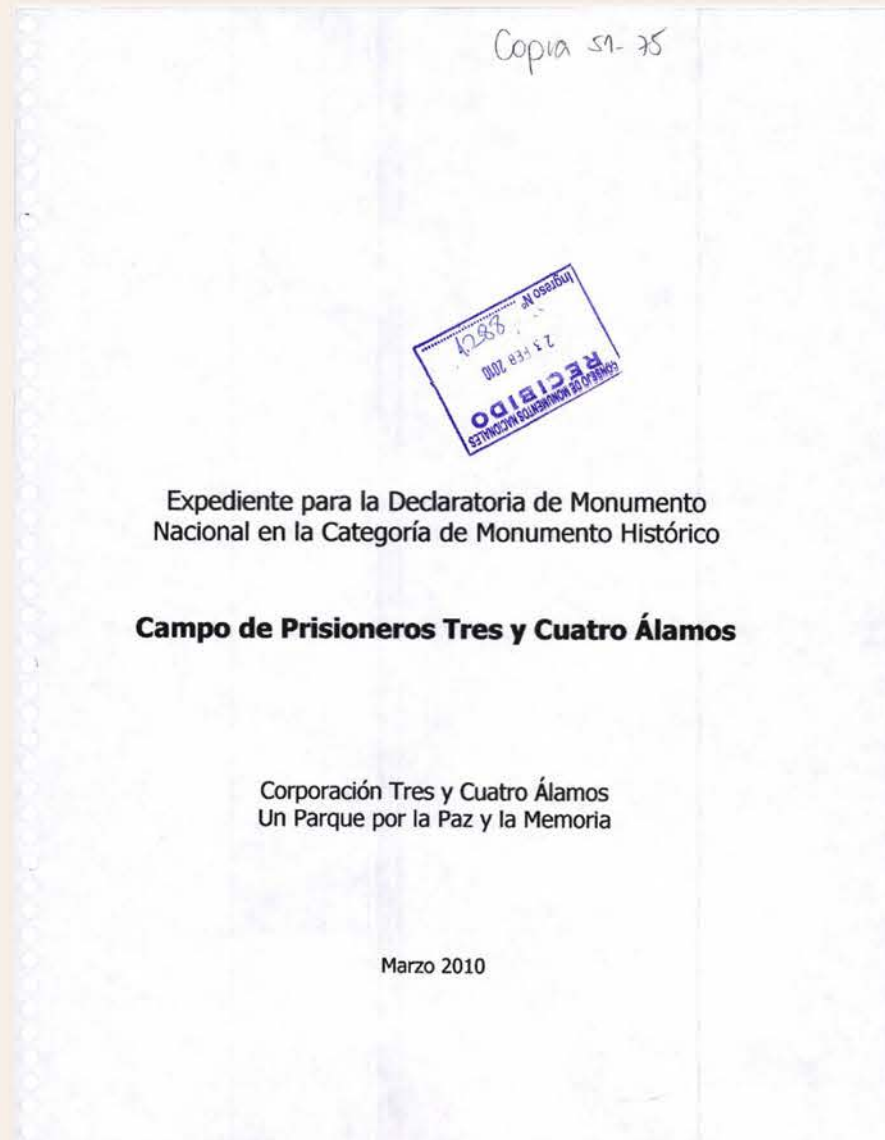 Copia 51-75
CONSEJO DE MONUMENTOS NACIONALES
RECIBIDO
23 FEB 2010
1288
Ingreso Nº
Expediente para la Declaratoria de Monumento
Nacional en la Categoría de Monumento Histórico
Campo de Prisioneros Tres y Cuatro Álamos
Corporación Tres y Cuatro Álamos
Un Parque por la Paz y la Memoria
Marzo 2010